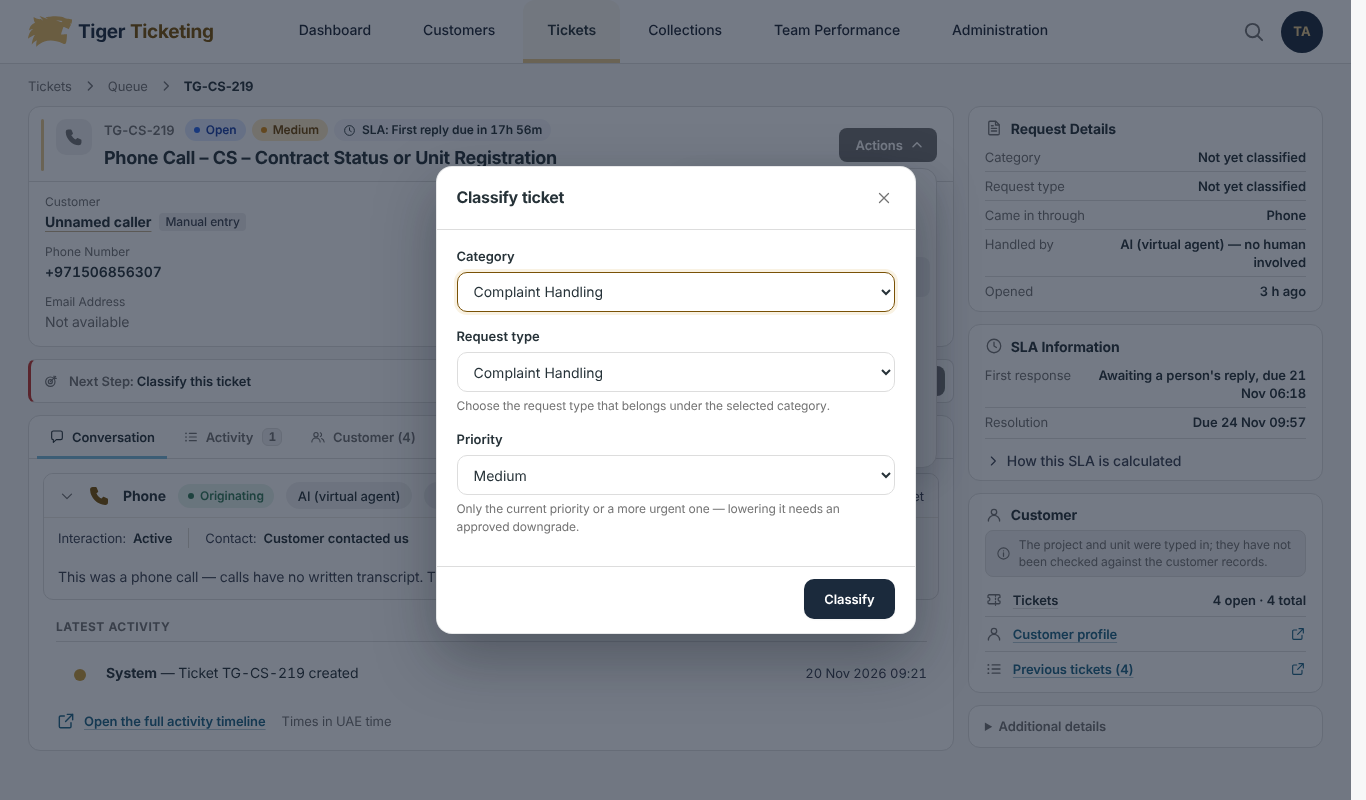 Tiger Ticketing
Dashboard
Customers
Tickets
Collections
Team Performance
Administration
TA
Tickets > Queue > TG-CS-219
TG-CS-219 Open Medium SLA: First reply due in 17h 56m
Phone Call – CS – Contract Status or Unit Registration
Actions
Customer
Unnamed caller Manual entry
Phone Number
+971506856307
Email Address
Not available
Next Step: Classify this ticket
Conversation Activity 1 Customer (4)
Phone Originating AI (virtual agent)
Interaction: Active Contact: Customer contacted us
This was a phone call — calls have no written transcript.
LATEST ACTIVITY
System — Ticket TG-CS-219 created 20 Nov 2026 09:21
Open the full activity timeline Times in UAE time
Classify ticket
Category
Complaint Handling
Request type
Complaint Handling
Choose the request type that belongs under the selected category.
Priority
Medium
Only the current priority or a more urgent one — lowering it needs an
approved downgrade.
Classify
Request Details
Category Not yet classified
Request type Not yet classified
Came in through Phone
Handled by AI (virtual agent) — no human
involved
Opened 3 h ago
SLA Information
First response Awaiting a person's reply, due 21
Nov 06:18
Resolution Due 24 Nov 09:57
How this SLA is calculated
Customer
The project and unit were typed in; they have not
been checked against the customer records.
Tickets 4 open · 4 total
Customer profile
Previous tickets (4)
Additional details